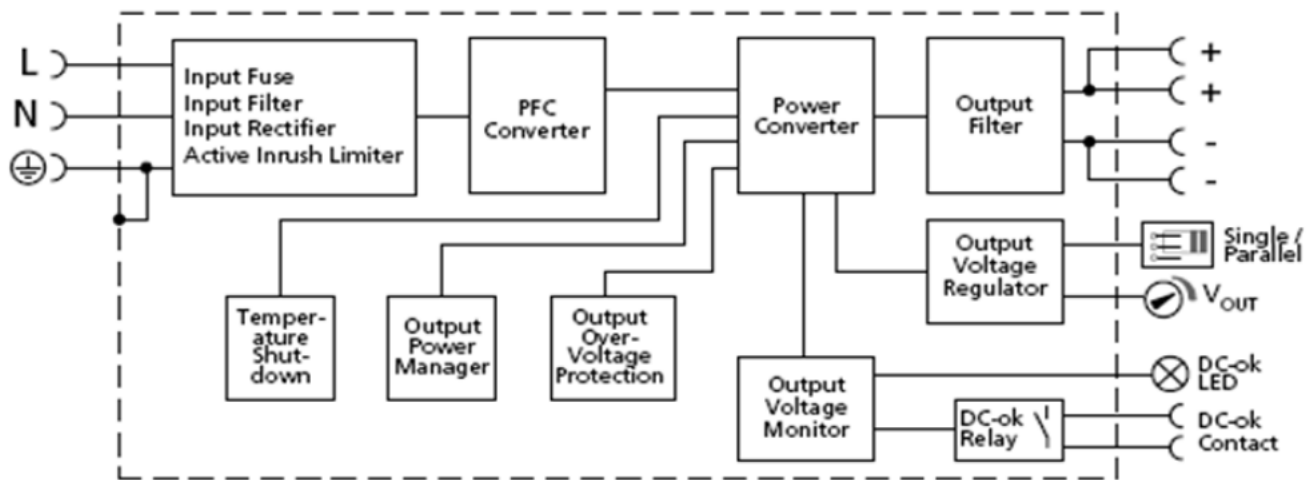 L
N
Input Fuse
Input Filter
Input Rectifier
Active Inrush Limiter
PFC
Converter
Power
Converter
Output
Filter
+
+
-
-
Output
Voltage
Regulator
Single /
Parallel
VOUT
Temper-
ature
Shut-
down
Output
Power
Manager
Output
Over-
Voltage
Protection
Output
Voltage
Monitor
DC-ok
Relay
DC-ok
LED
DC-ok
Contact